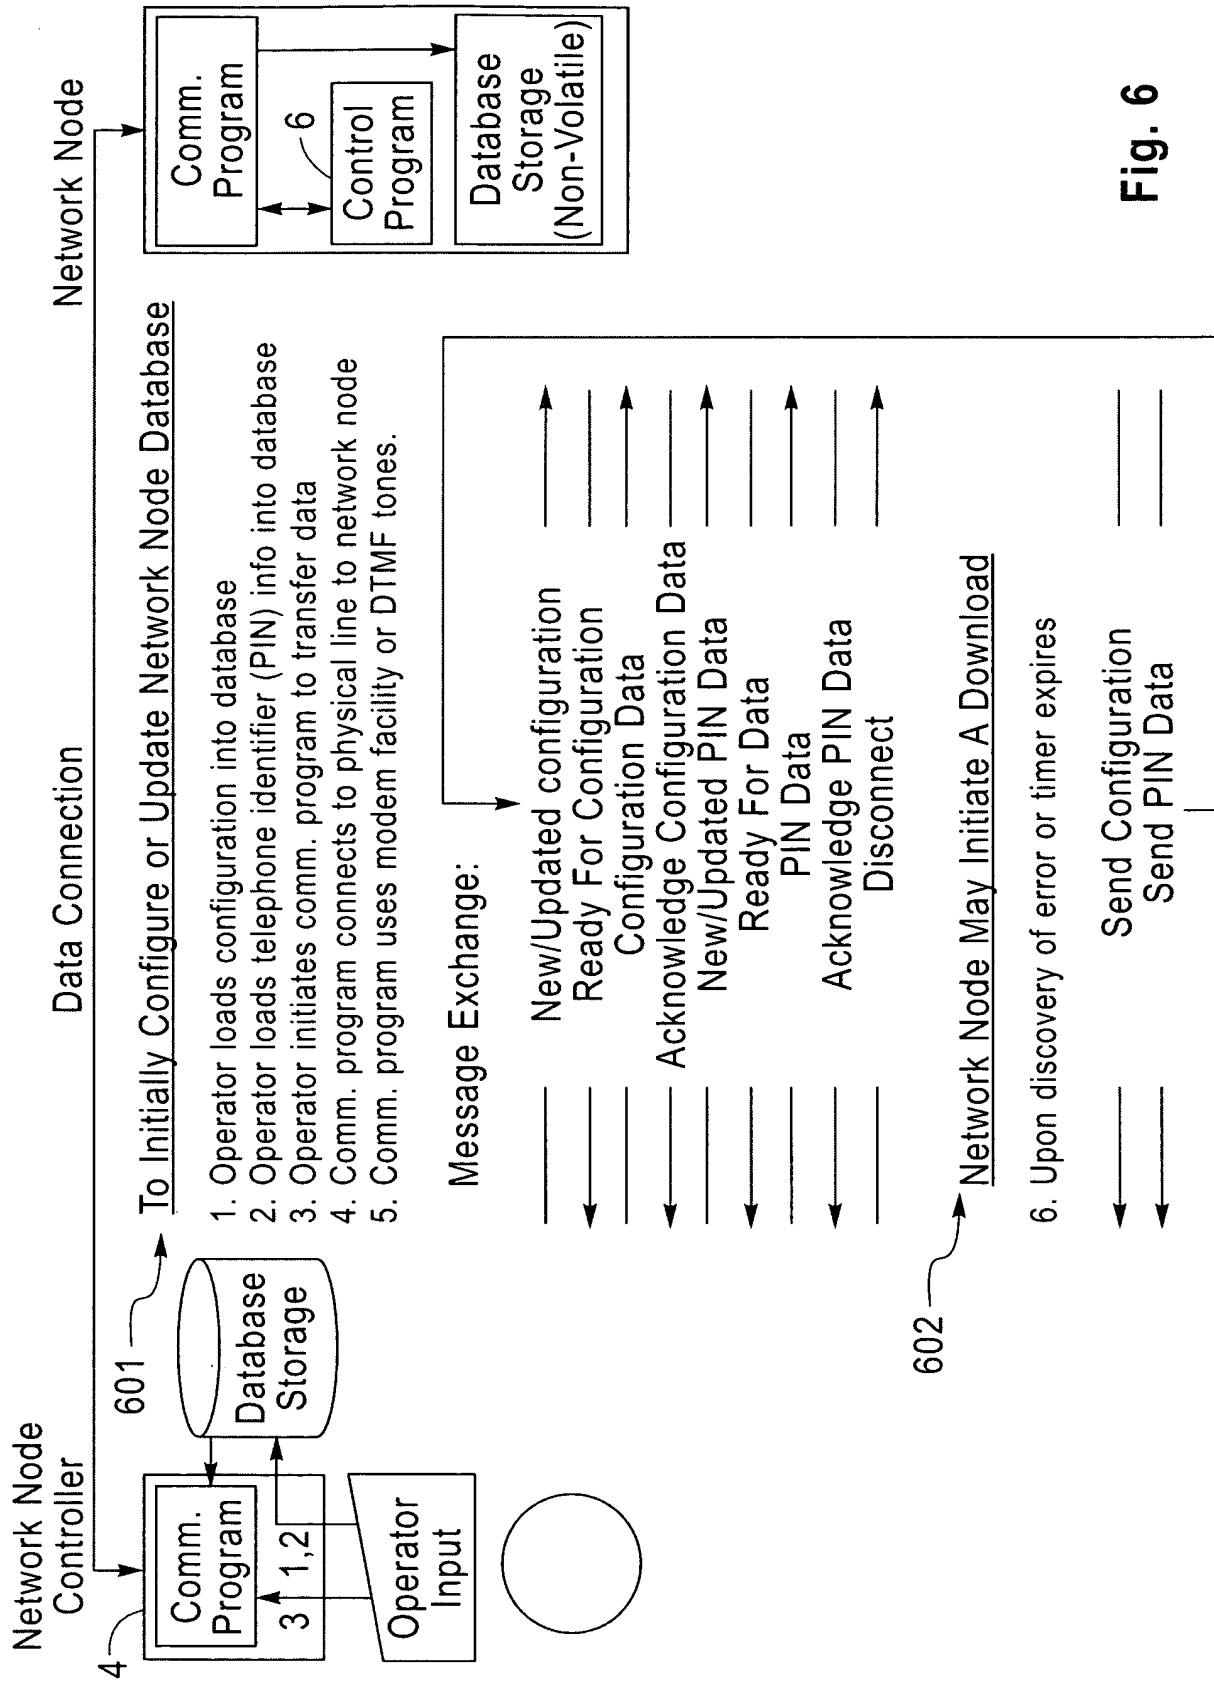 Network Node
Controller
Data Connection
Network Node
4
Comm.
Program
3
1,2
Operator
Input
Database
Storage
601
To Initially Configure or Update Network Node Database
1. Operator loads configuration into database
2. Operator loads telephone identifier (PIN) info into database
3. Operator initiates comm. program to transfer data
4. Comm. program connects to physical line to network node
5. Comm. program uses modem facility or DTMF tones.
Comm.
Program
6
Control
Program
Database
Storage
(Non-Volatile)
Message Exchange:
New/Updated configuration
Ready For Configuration
Configuration Data
Acknowledge Configuration Data
New/Updated PIN Data
Ready For Data
PIN Data
Acknowledge PIN Data
Disconnect
602
Network Node May Initiate A Download
6. Upon discovery of error or timer expires
Send Configuration
Send PIN Data
Fig. 6